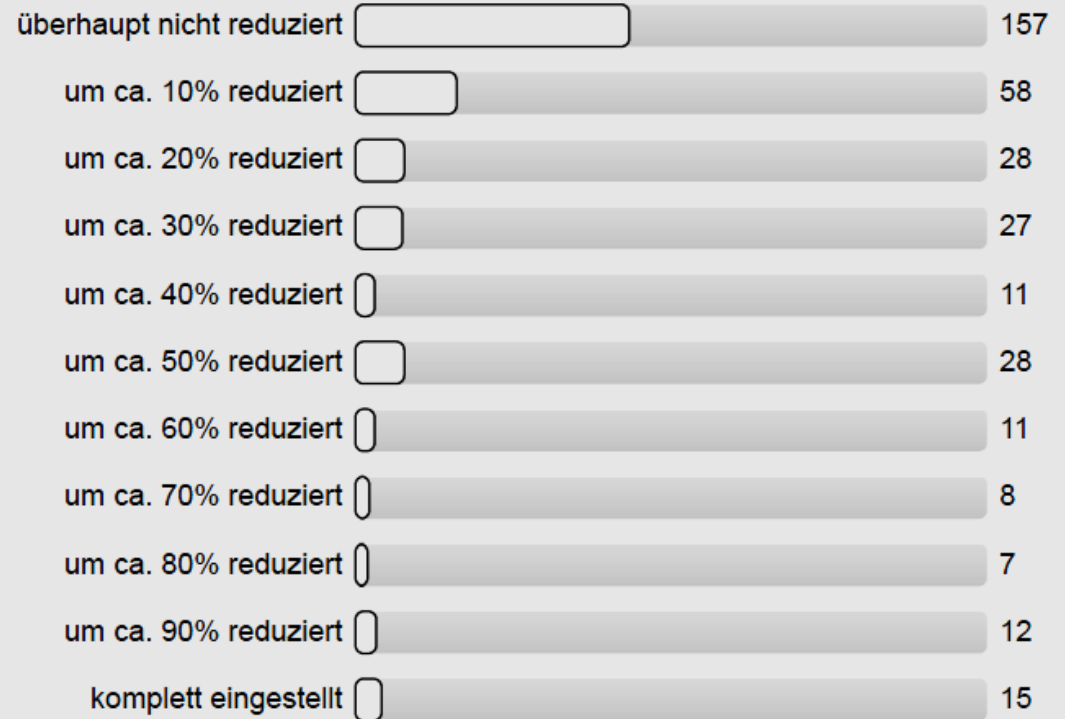 überhaupt nicht reduziert 157
um ca. 10% reduziert 58
um ca. 20% reduziert 28
um ca. 30% reduziert 27
um ca. 40% reduziert 11
um ca. 50% reduziert 28
um ca. 60% reduziert 11
um ca. 70% reduziert 8
um ca. 80% reduziert 7
um ca. 90% reduziert 12
komplett eingestellt 15